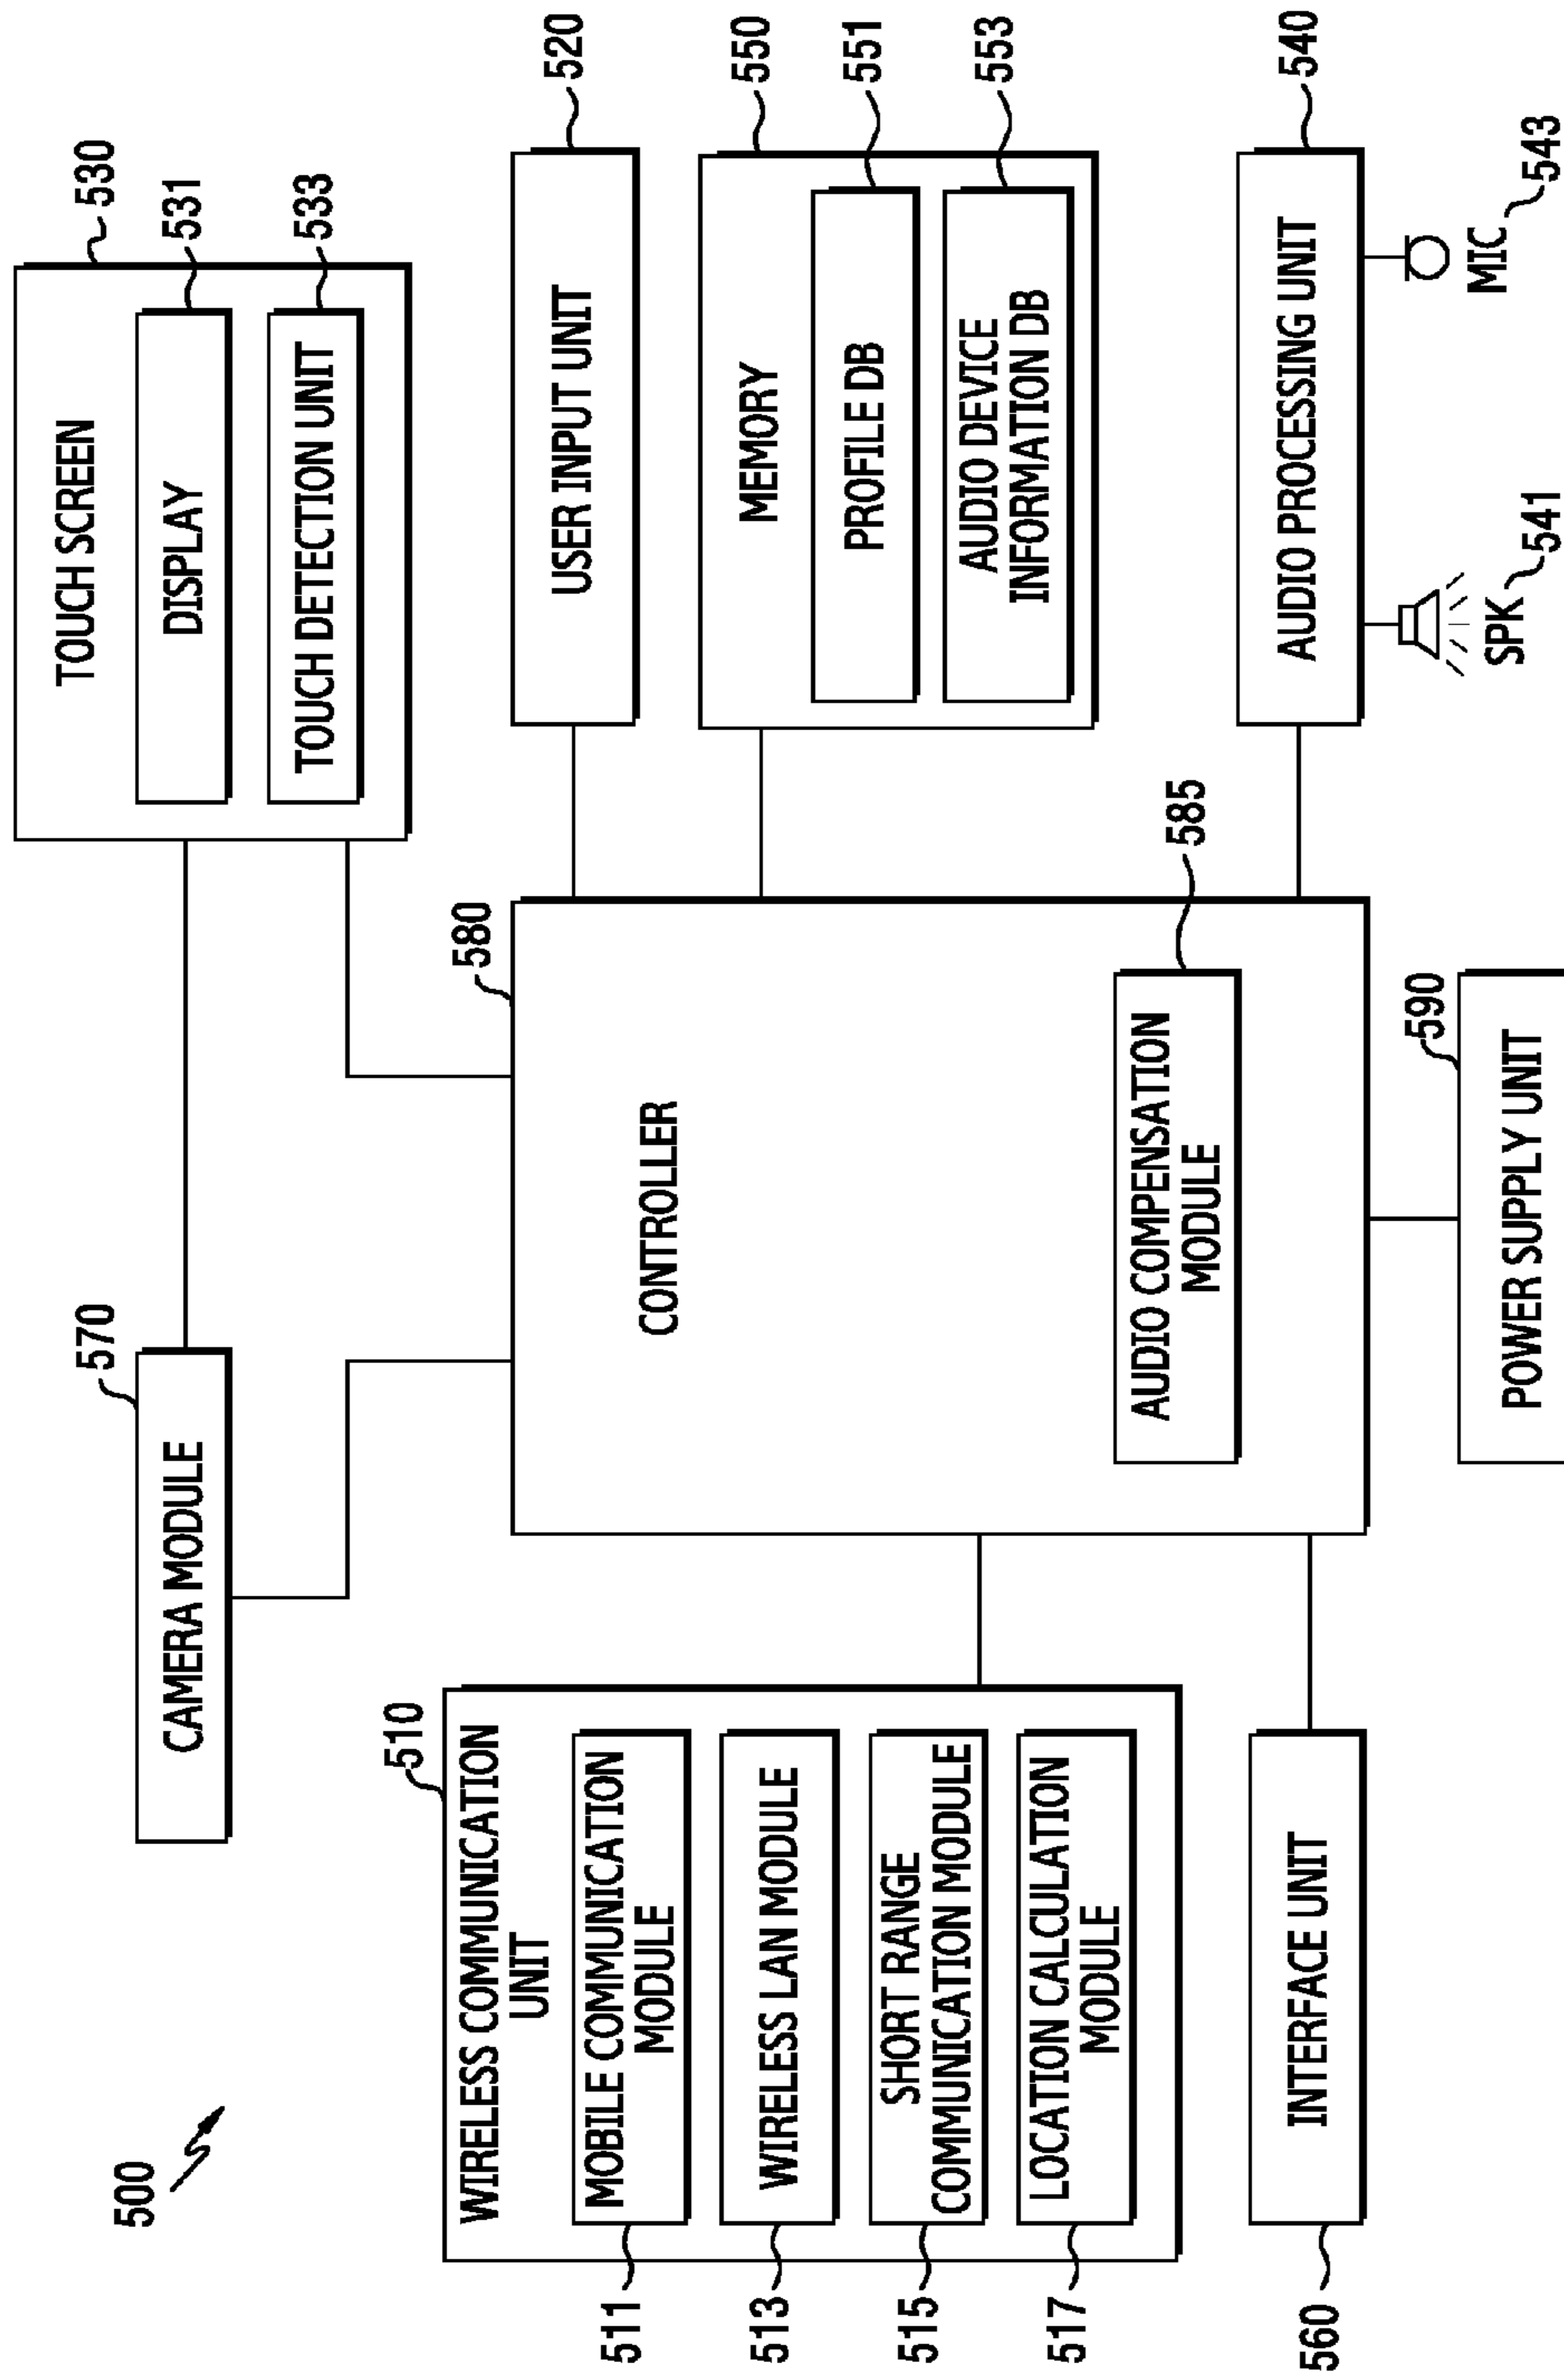 500
570
CAMERA MODULE
530
TOUCH SCREEN
531
DISPLAY
533
TOUCH DETECTION UNIT
510
WIRELESS COMMUNICATION
UNIT
511
MOBILE COMMUNICATION
MODULE
513
WIRELESS LAN MODULE
515
SHORT RANGE
COMMUNICATION MODULE
517
LOCATION CALCULATION
MODULE
560
INTERFACE UNIT
580
CONTROLLER
585
AUDIO COMPENSATION
MODULE
590
POWER SUPPLY UNIT
520
USER INPUT UNIT
550
MEMORY
551
PROFILE DB
553
AUDIO DEVICE
INFORMATION DB
540
AUDIO PROCESSING UNIT
SPK
541
MIC
543